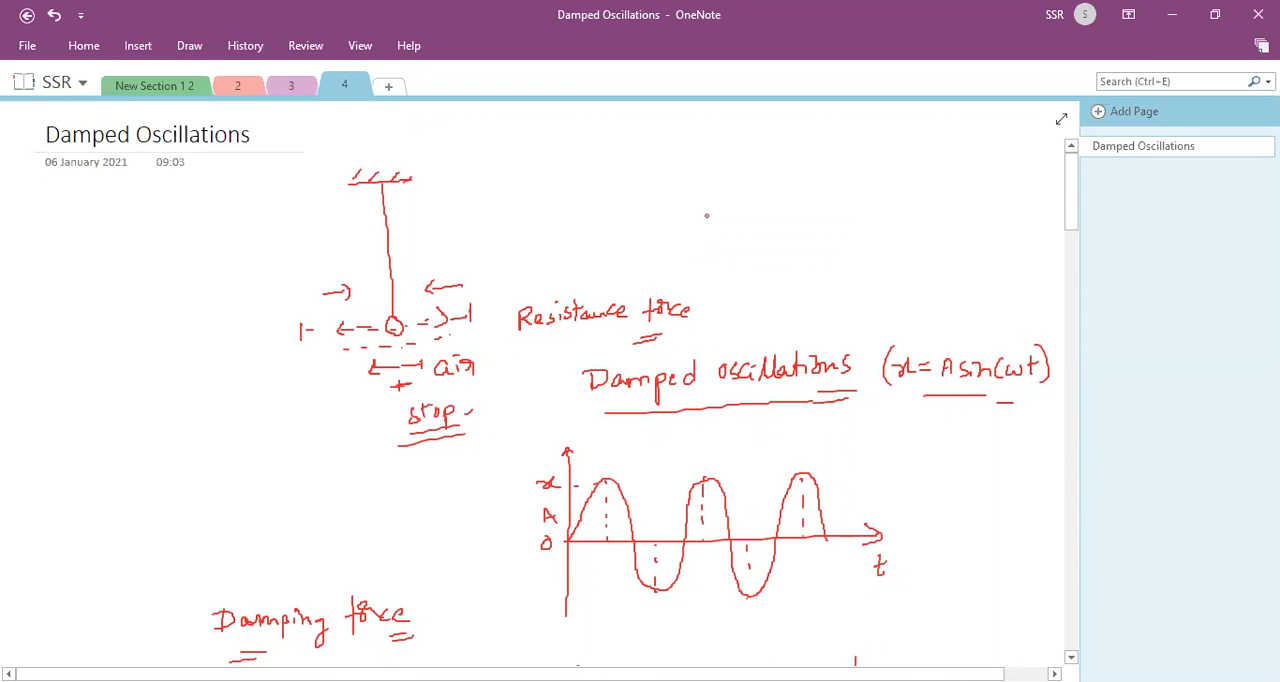 Damped Oscillations - OneNote
SSR S
File Home Insert Draw History Review View Help
SSR New Section 1 2 2 3 4 +
Search (Ctrl+E)
Add Page
Damped Oscillations
Damped Oscillations
06 January 2021 09:03
Resistance force
Damped oscillations (x = A sin(ωt)
air
+
stop
x
A
0
t
Damping force